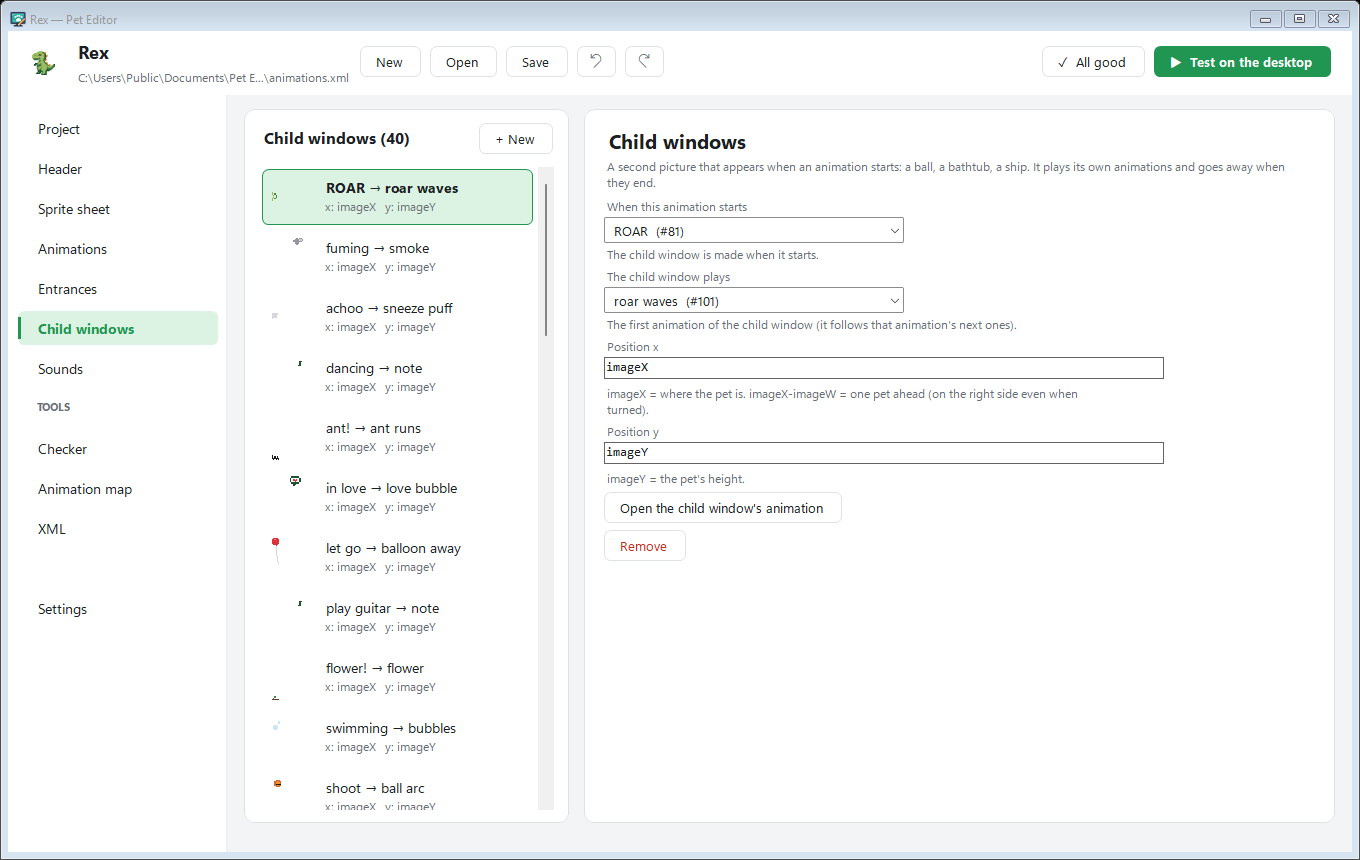 Rex — Pet Editor
Rex
C:\Users\Public\Documents\Pet E...\animations.xml
New
Open
Save
✓ All good
▶ Test on the desktop
Project
Header
Sprite sheet
Animations
Entrances
Child windows
Sounds
TOOLS
Checker
Animation map
XML
Settings
Child windows (40)
+ New
ROAR → roar waves
x: imageX y: imageY
fuming → smoke
x: imageX y: imageY
achoo → sneeze puff
x: imageX y: imageY
dancing → note
x: imageX y: imageY
ant! → ant runs
x: imageX y: imageY
in love → love bubble
x: imageX y: imageY
let go → balloon away
x: imageX y: imageY
play guitar → note
x: imageX y: imageY
flower! → flower
x: imageX y: imageY
swimming → bubbles
x: imageX y: imageY
shoot → ball arc
x: imageX y: imageY
Child windows
A second picture that appears when an animation starts: a ball, a bathtub, a ship. It plays its own animations and goes away when
they end.
When this animation starts
ROAR (#81)
The child window is made when it starts.
The child window plays
roar waves (#101)
The first animation of the child window (it follows that animation's next ones).
Position x
imageX
imageX = where the pet is. imageX-imageW = one pet ahead (on the right side even when
turned).
Position y
imageY
imageY = the pet's height.
Open the child window's animation
Remove